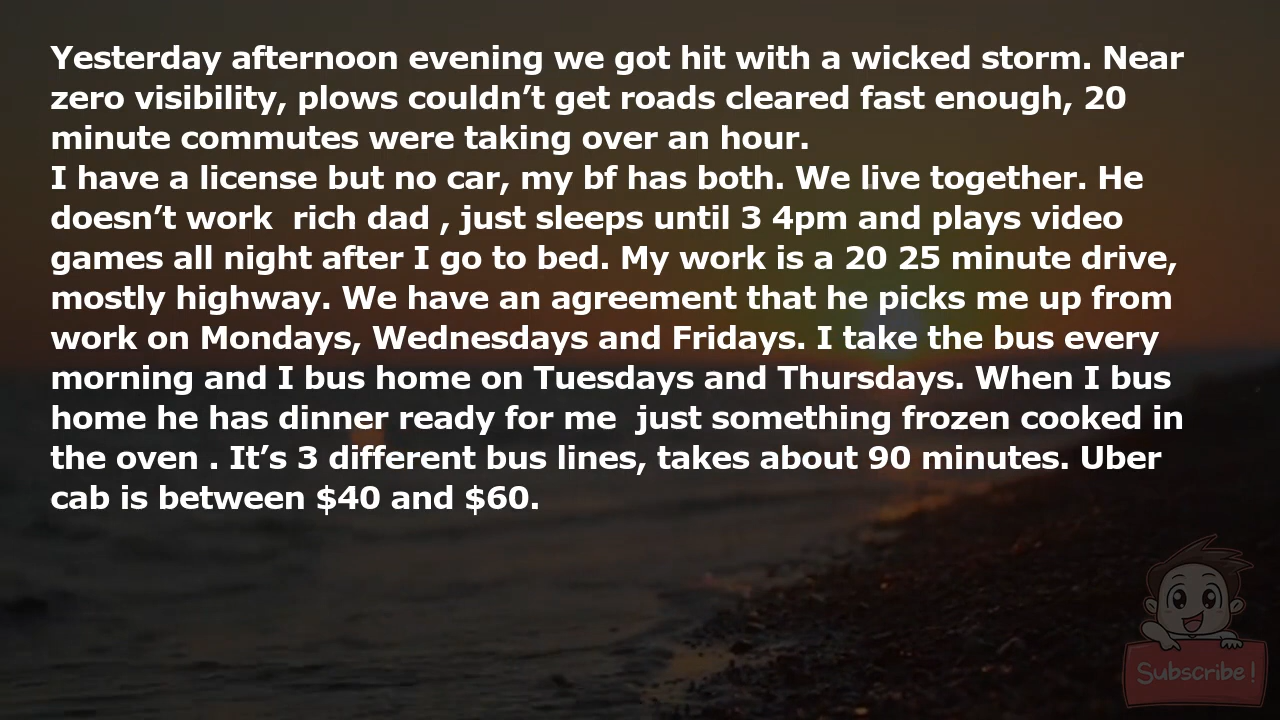 Yesterday afternoon evening we got hit with a wicked storm. Near
zero visibility, plows couldn’t get roads cleared fast enough, 20
minute commutes were taking over an hour.
I have a license but no car, my bf has both. We live together. He
doesn’t work  rich dad , just sleeps until 3 4pm and plays video
games all night after I go to bed. My work is a 20 25 minute drive,
mostly highway. We have an agreement that he picks me up from
work on Mondays, Wednesdays and Fridays. I take the bus every
morning and I bus home on Tuesdays and Thursdays. When I bus
home he has dinner ready for me  just something frozen cooked in
the oven . It’s 3 different bus lines, takes about 90 minutes. Uber
cab is between $40 and $60.
Subscribe!